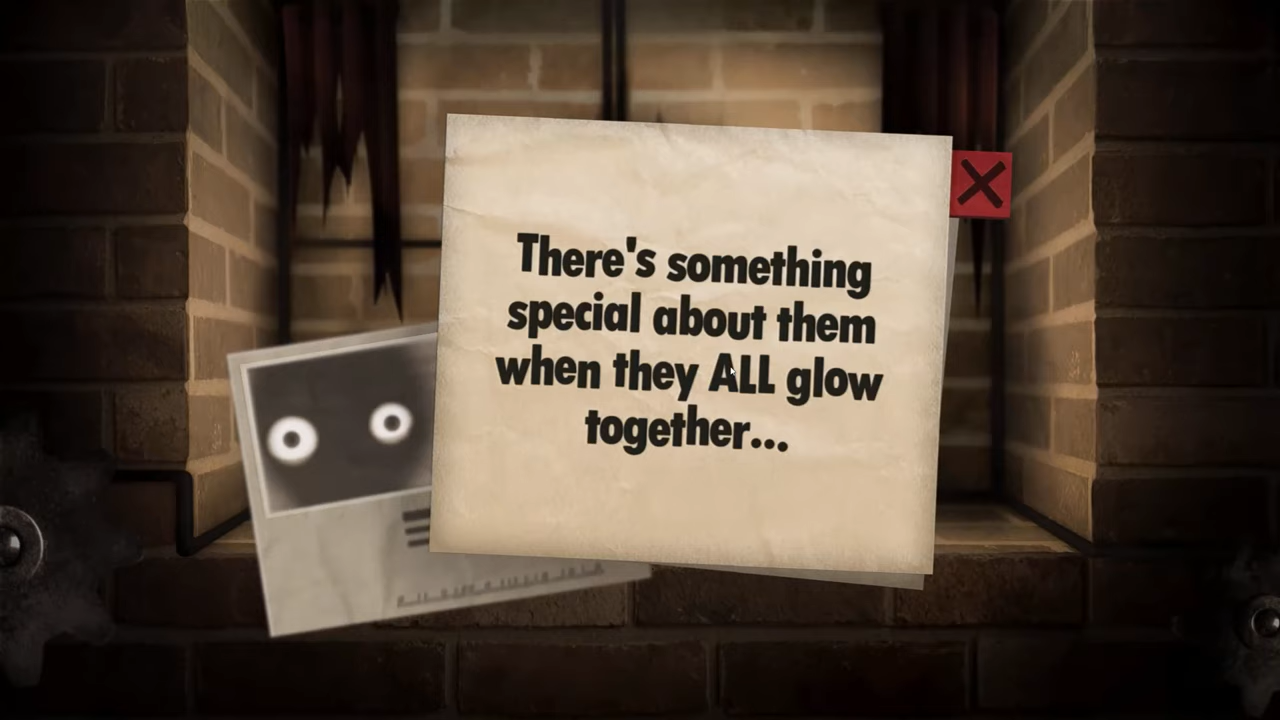 There's something
special about them
when they ALL glow
together...